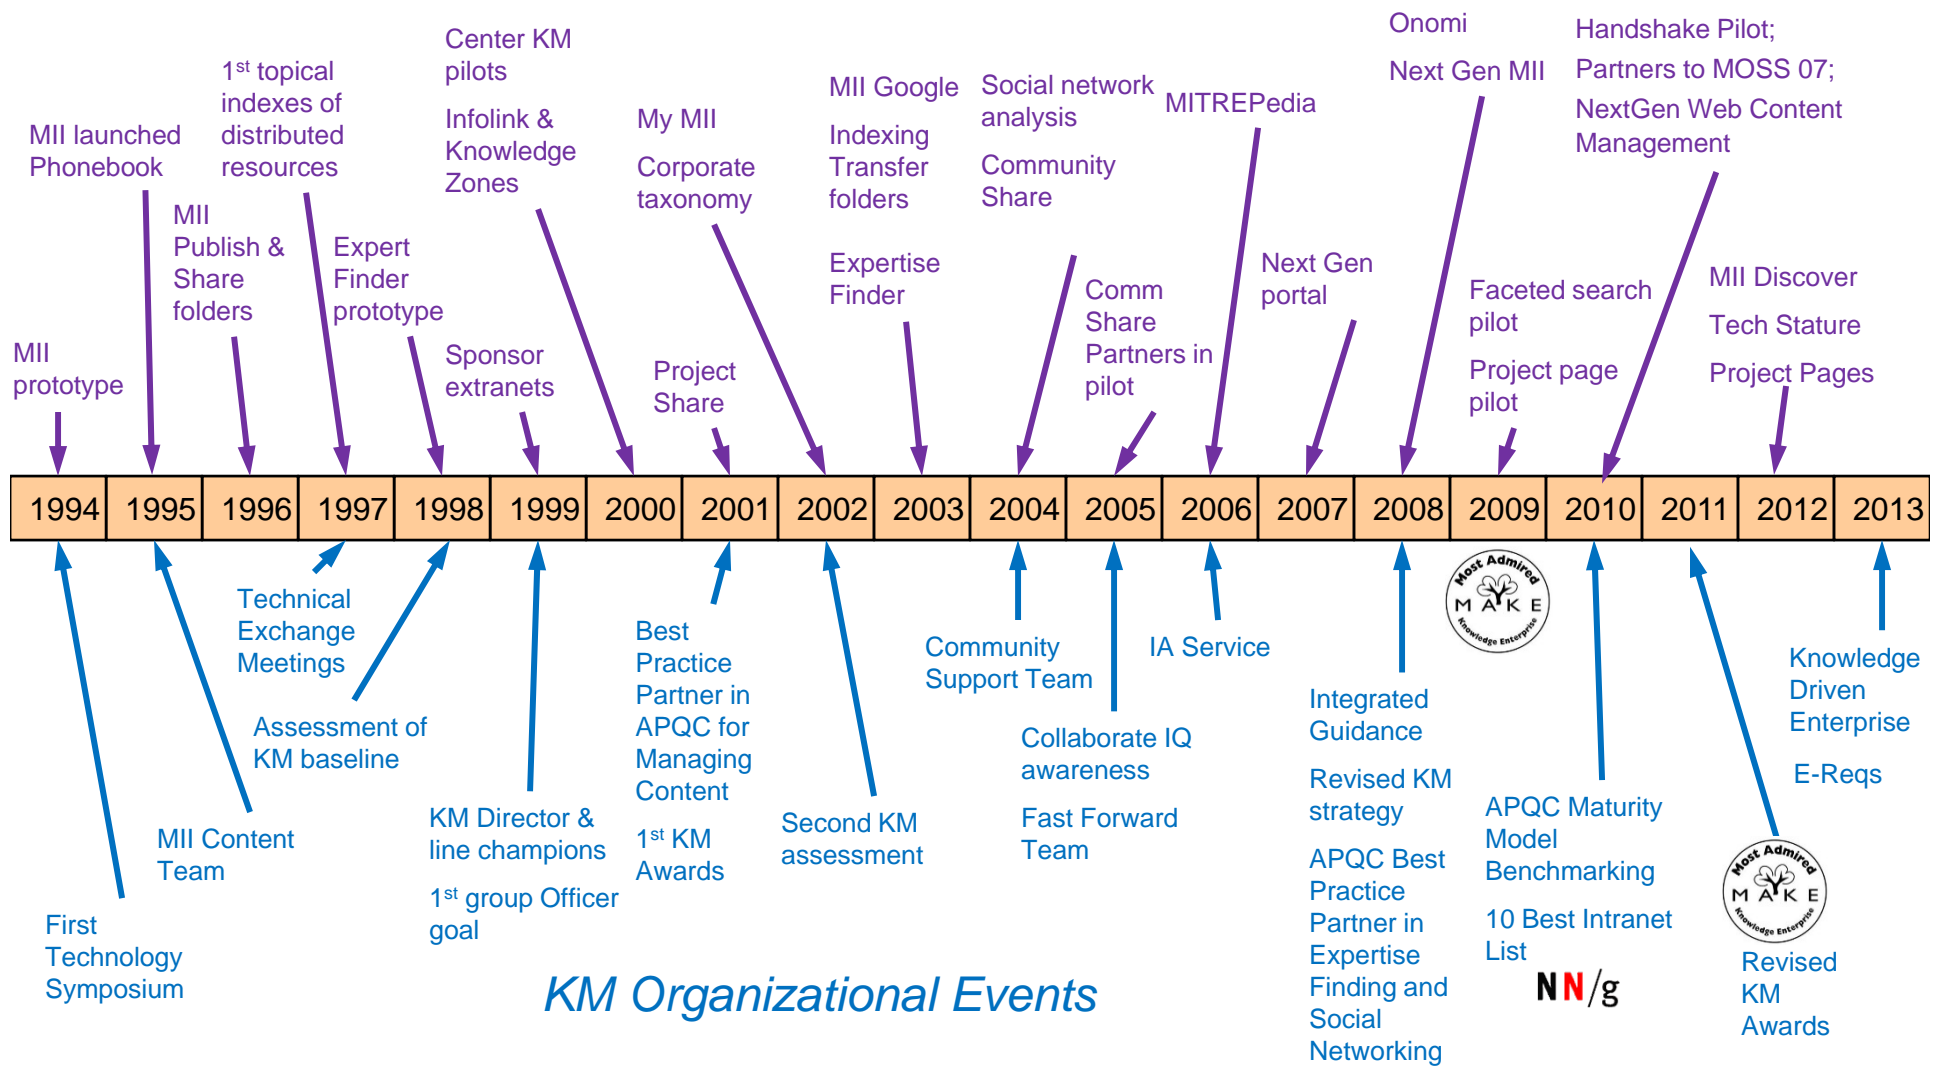 MII
prototype
MII launched
Phonebook
MII
Publish &
Share
folders
1st topical
indexes of
distributed
resources
Expert
Finder
prototype
Center KM
pilots
Infolink &
Knowledge
Zones
Sponsor
extranets
My MII
Corporate
taxonomy
Project
Share
MII Google
Indexing
Transfer
folders
Expertise
Finder
Social network
analysis
Community
Share
Comm
Share
Partners in
pilot
MITREPedia
Next Gen
portal
Onomi
Next Gen MII
Faceted search
pilot
Project page
pilot
Handshake Pilot;
Partners to MOSS 07;
NextGen Web Content
Management
MII Discover
Tech Stature
Project Pages
1994 1995 1996 1997 1998 1999 2000 2001 2002 2003 2004 2005 2006 2007 2008 2009 2010 2011 2012 2013
First
Technology
Symposium
MII Content
Team
Technical
Exchange
Meetings
Assessment of
KM baseline
KM Director &
line champions
1st group Officer
goal
Best
Practice
Partner in
APQC for
Managing
Content
1st KM
Awards
Second KM
assessment
Community
Support Team
Collaborate IQ
awareness
Fast Forward
Team
IA Service
Integrated
Guidance
Revised KM
strategy
APQC Best
Practice
Partner in
Expertise
Finding and
Social
Networking
Most Admired
MAKE
Knowledge Enterprise
APQC Maturity
Model
Benchmarking
10 Best Intranet
List
NN/g
Most Admired
MAKE
Knowledge Enterprise
Revised
KM
Awards
Knowledge
Driven
Enterprise
E-Reqs
KM Organizational Events